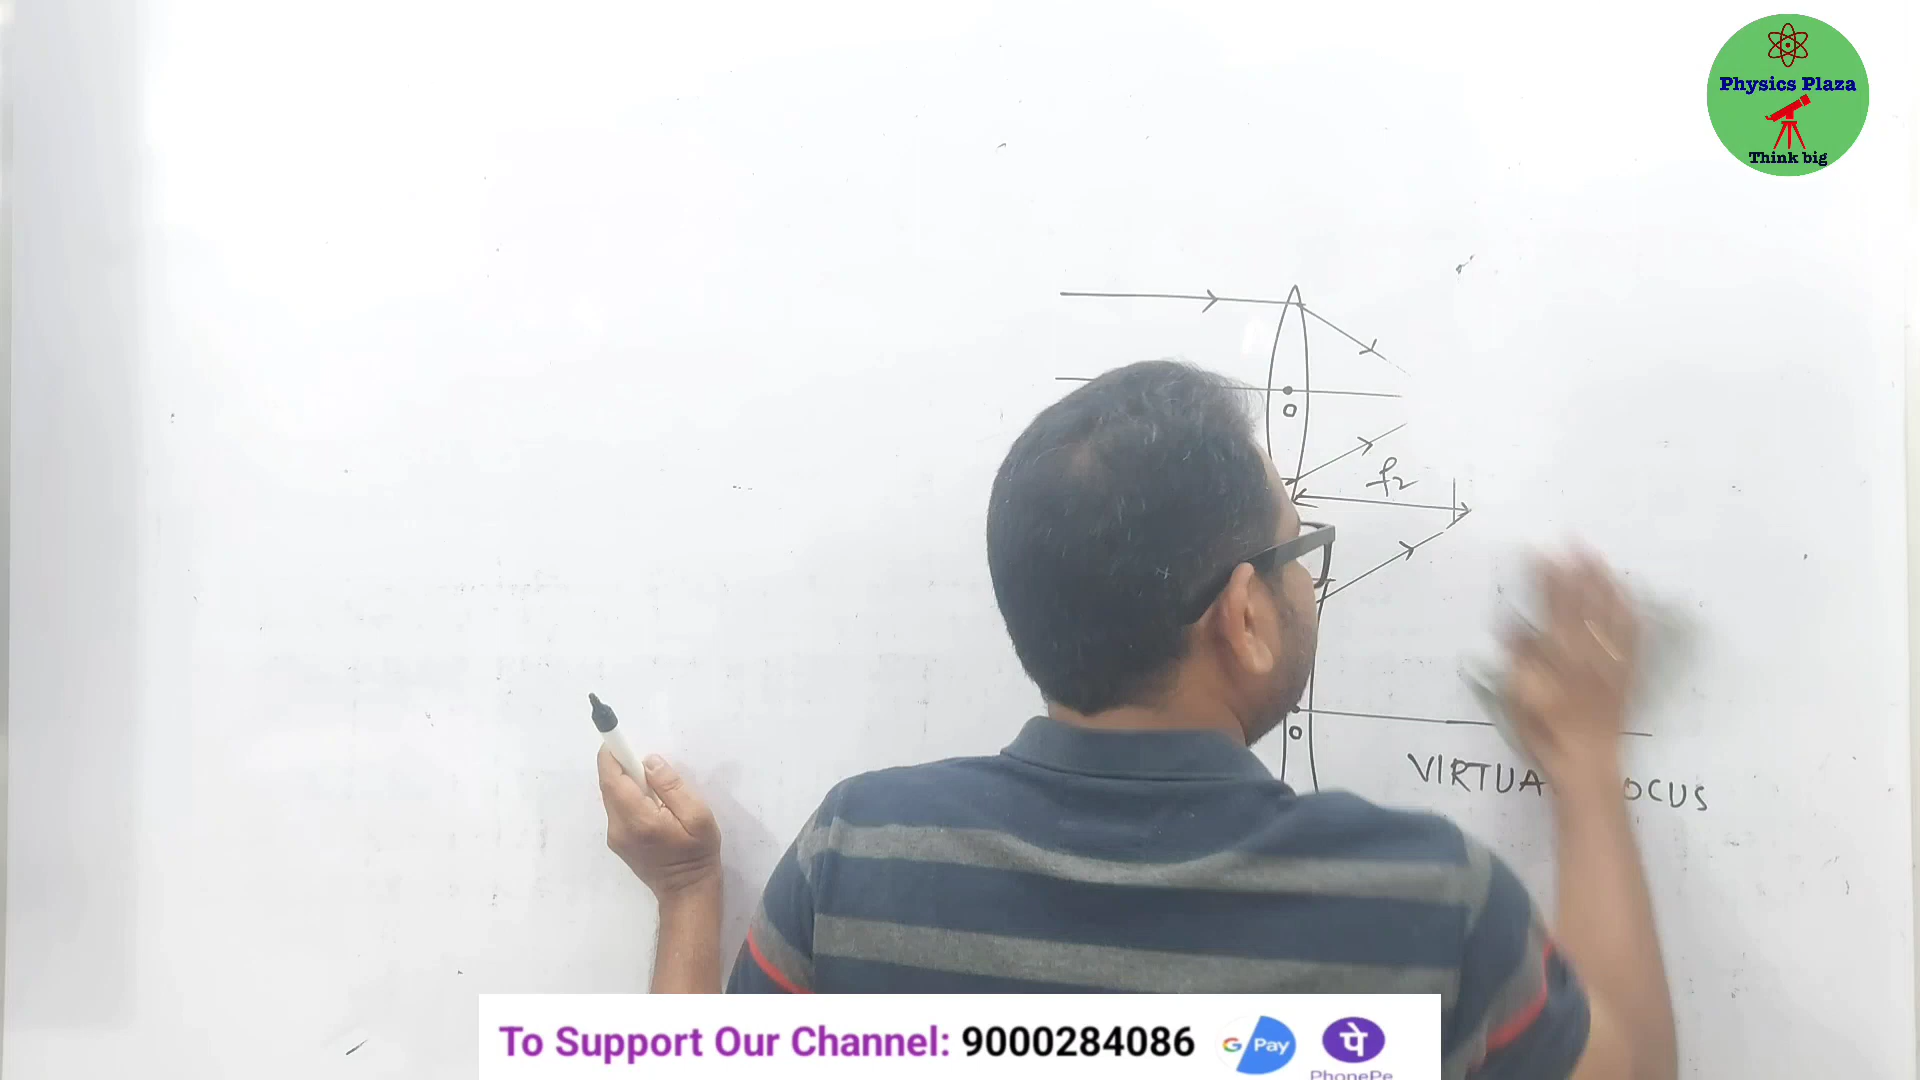 Physics Plaza
Think big
O
f₂
O
VIRTUA OCUS
To Support Our Channel: 9000284086
G Pay
पे
PhonePe